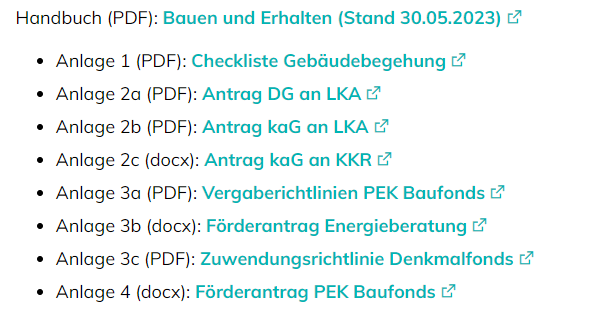 Handbuch (PDF): Bauen und Erhalten (Stand 30.05.2023)
• Anlage 1 (PDF): Checkliste Gebäudebegehung
• Anlage 2a (PDF): Antrag DG an LKA
• Anlage 2b (PDF): Antrag kaG an LKA
• Anlage 2c (docx): Antrag kaG an KKR
• Anlage 3a (PDF): Vergaberichtlinien PEK Baufonds
• Anlage 3b (docx): Förderantrag Energieberatung
• Anlage 3c (PDF): Zuwendungsrichtlinie Denkmalfonds
• Anlage 4 (docx): Förderantrag PEK Baufonds